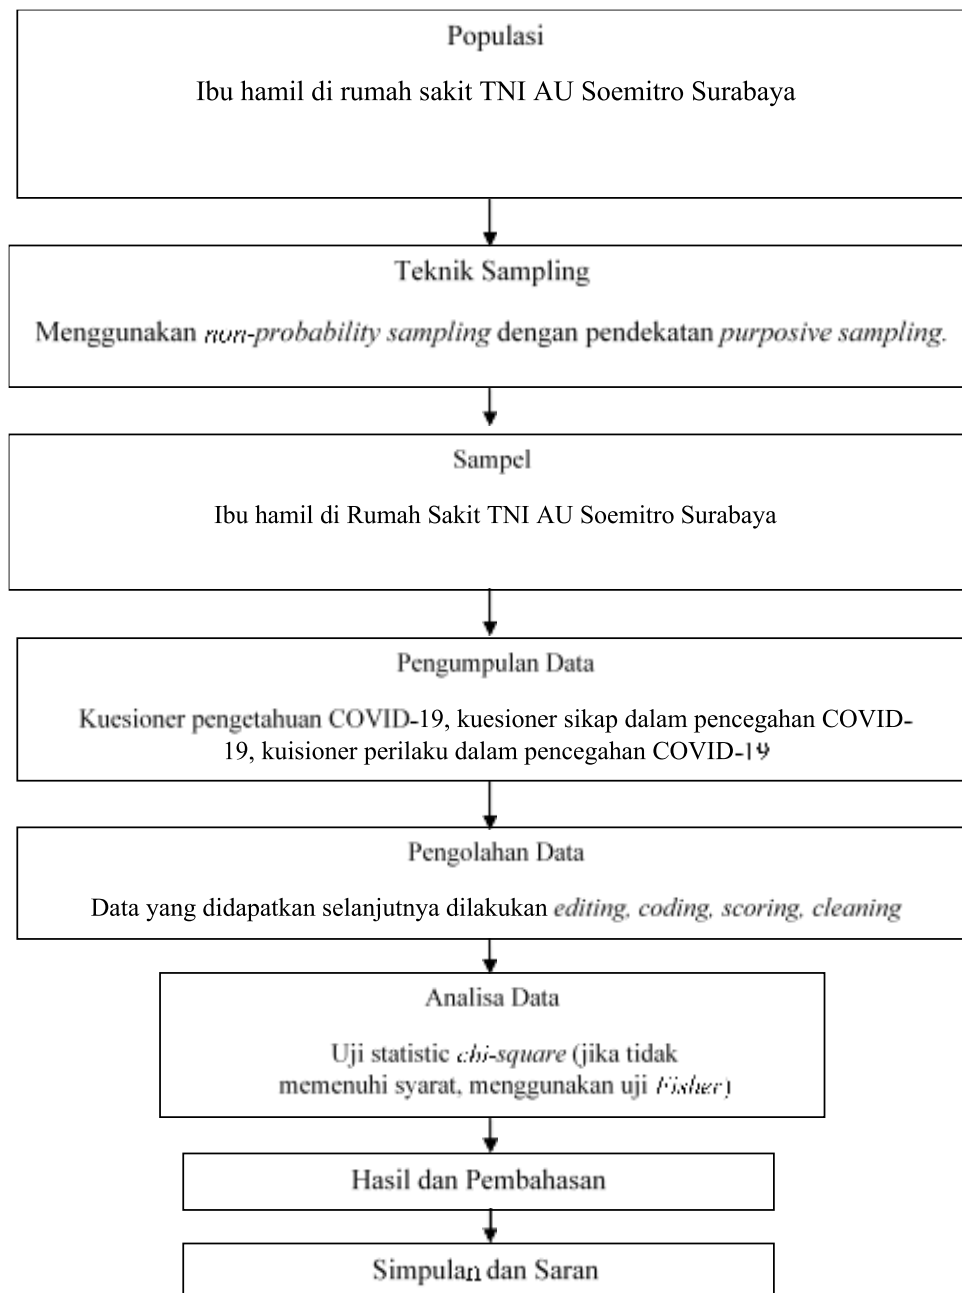 Populasi
Ibu hamil di rumah sakit TNI AU Soemitro Surabaya
Teknik Sampling
Menggunakan non-probability sampling dengan pendekatan purposive sampling.
Sampel
Ibu hamil di Rumah Sakit TNI AU Soemitro Surabaya
Pengumpulan Data
Kuesioner pengetahuan COVID-19, kuesioner sikap dalam pencegahan COVID-
19, kuisioner perilaku dalam pencegahan COVID-19
Pengolahan Data
Data yang didapatkan selanjutnya dilakukan editing, coding, scoring, cleaning
Analisa Data
Uji statistic chi-square (jika tidak
memenuhi syarat, menggunakan uji Fisher)
Hasil dan Pembahasan
Simpulan dan Saran